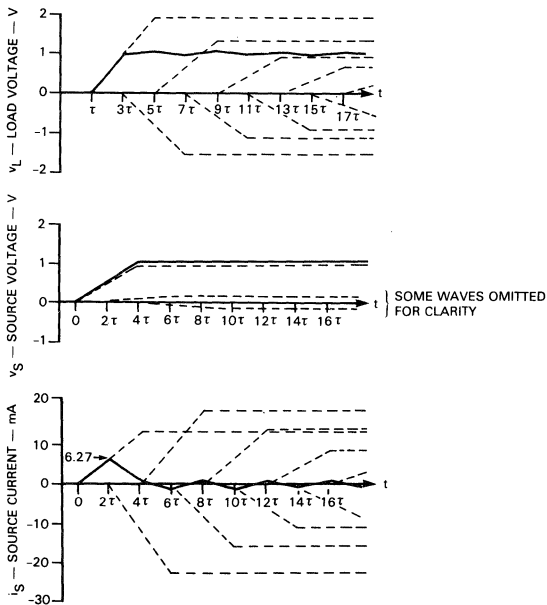 v_L — LOAD VOLTAGE — V
2
1
0
-1
-2
τ 3τ 5τ 7τ 9τ 11τ 13τ 15τ 17τ
t
v_S — SOURCE VOLTAGE — V
2
1
0
-1
0 2τ 4τ 6τ 8τ 10τ 12τ 14τ 16τ
t
SOME WAVES OMITTED
FOR CLARITY
i_S — SOURCE CURRENT — mA
20
10
6.27
0
-10
-20
-30
0 2τ 4τ 6τ 8τ 10τ 12τ 14τ 16τ
t